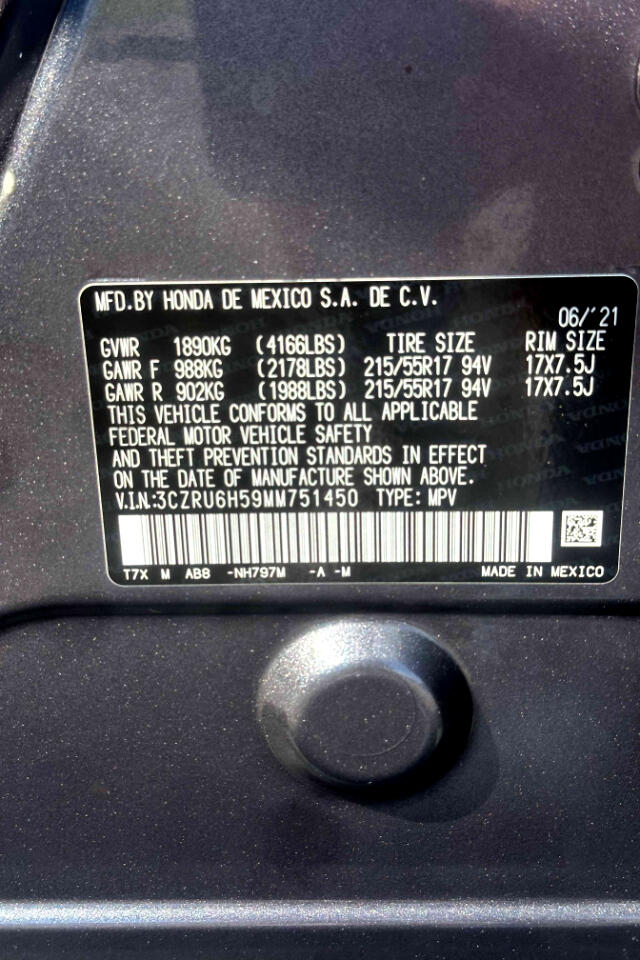 MFD.BY HONDA DE MEXICO S.A. DE C.V.
06/'21
GVWR 1890KG (4166LBS) TIRE SIZE RIM SIZE
GAWR F 988KG (2178LBS) 215/55R17 94V 17X7.5J
GAWR R 902KG (1988LBS) 215/55R17 94V 17X7.5J
THIS VEHICLE CONFORMS TO ALL APPLICABLE
FEDERAL MOTOR VEHICLE SAFETY
AND THEFT PREVENTION STANDARDS IN EFFECT
ON THE DATE OF MANUFACTURE SHOWN ABOVE.
V.I.N:3CZRU6H59MM751450 TYPE: MPV
T7X M AB8 -NH797M -A -M MADE IN MEXICO